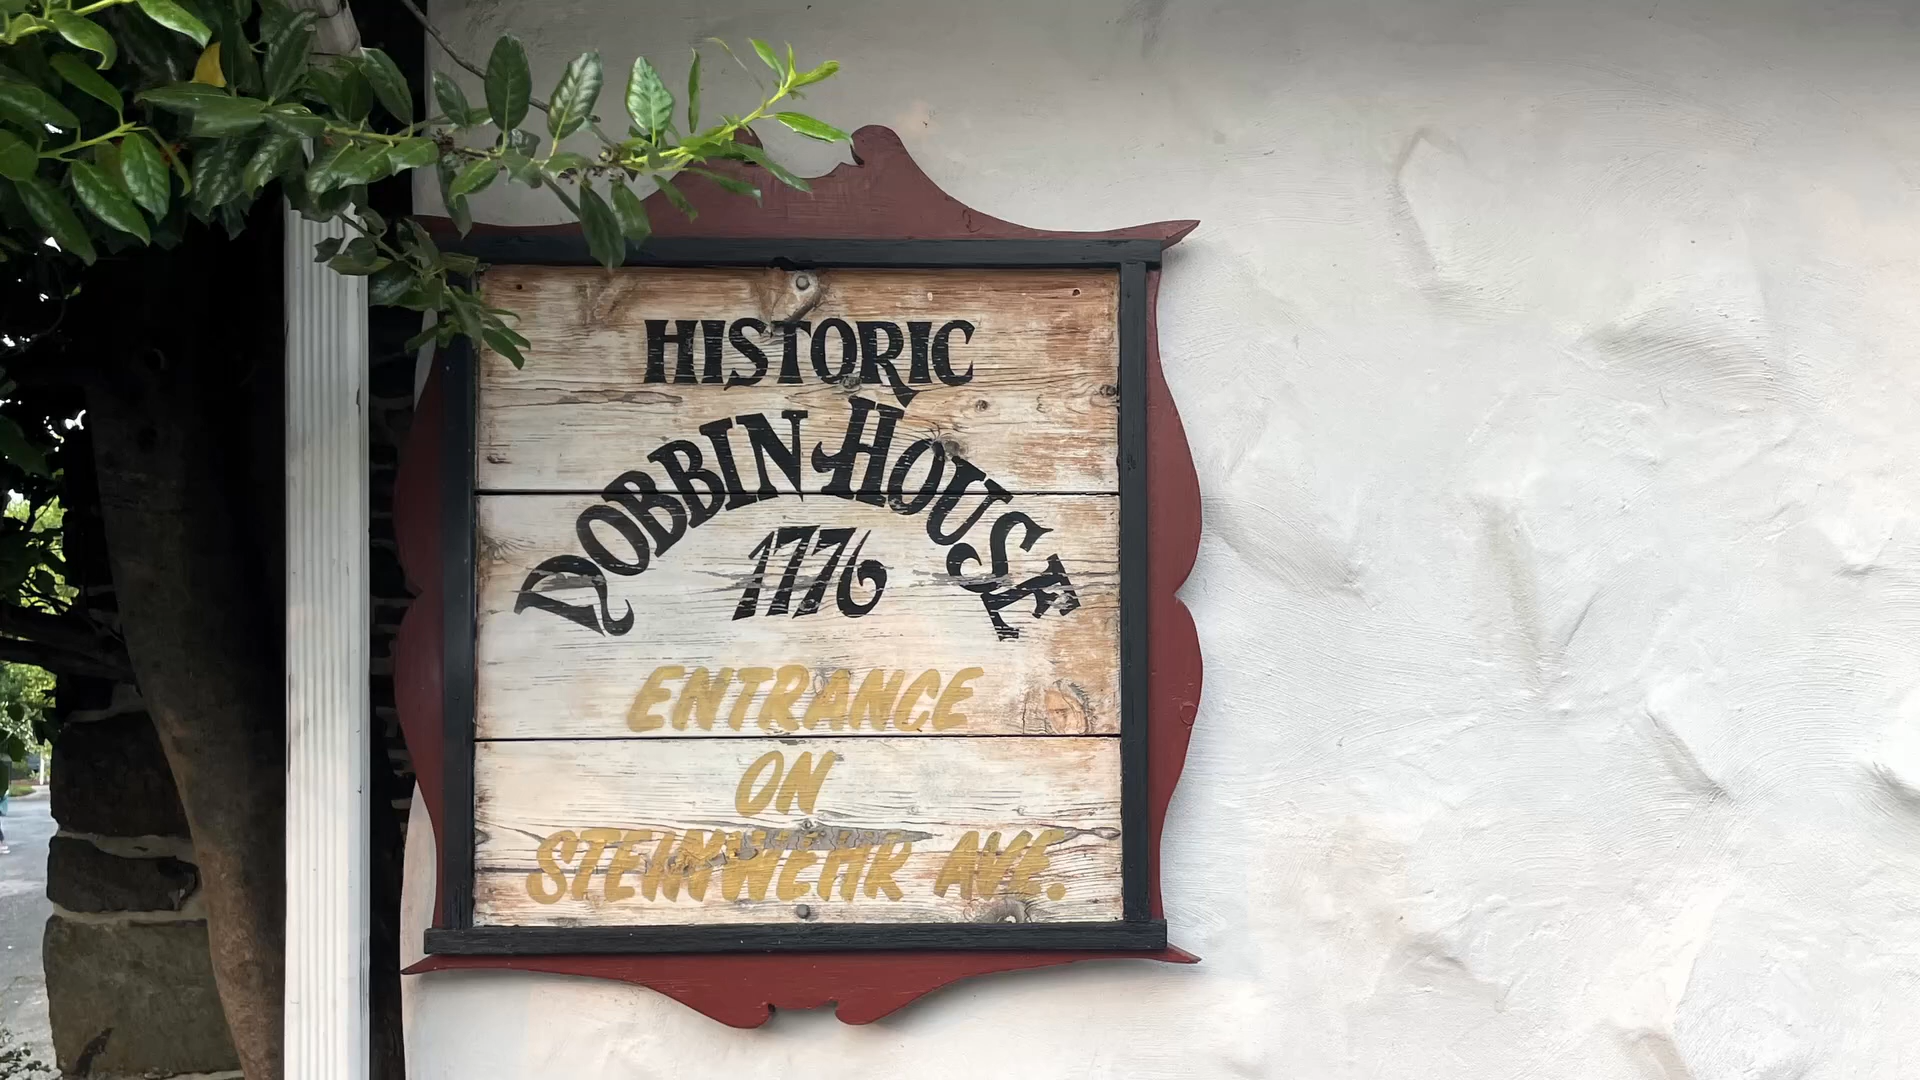 HISTORIC
DOBBIN HOUSE
1776
ENTRANCE
ON
STEINWEHR AVE.